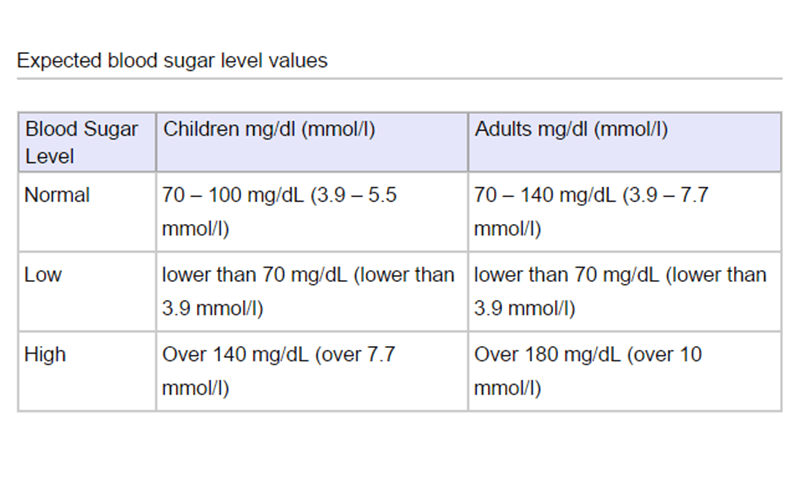 Expected blood sugar level values
Blood Sugar
Level
Children mg/dl (mmol/l)
Adults mg/dl (mmol/l)
Normal
70 – 100 mg/dL (3.9 – 5.5
mmol/l)
70 – 140 mg/dL (3.9 – 7.7
mmol/l)
Low
lower than 70 mg/dL (lower than
3.9 mmol/l)
lower than 70 mg/dL (lower than
3.9 mmol/l)
High
Over 140 mg/dL (over 7.7
mmol/l)
Over 180 mg/dL (over 10
mmol/l)